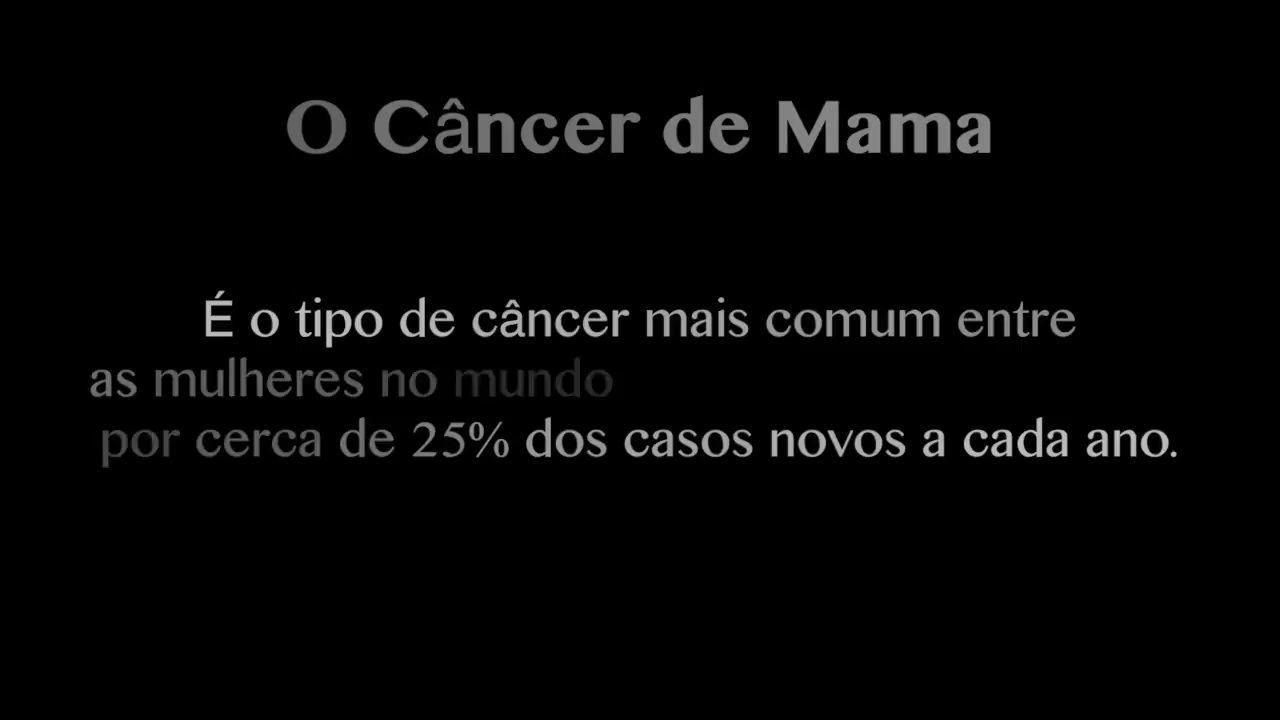 O Câncer de Mama
É o tipo de câncer mais comum entre
as mulheres no mundo
por cerca de 25% dos casos novos a cada ano.